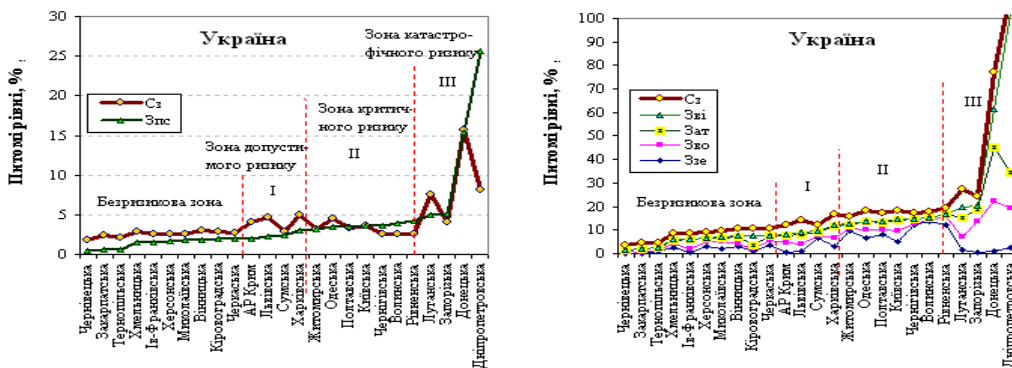 Україна
Зона катастро-
фічного ризику
III
Зона критич-
ного ризику
II
Зона допусти-
мого ризику
I
Безризикова зона
Сз
Зпс
Питомі рівні, %
30
25
20
15
10
5
0
Чернівецька
Закарпатська
Тернопільська
Хмельницька
Ів-Франківська
Херсонська
Миколаївська
Вінницька
Кіровоградська
Черкаська
АР Крим
Львівська
Сумська
Харківська
Житомирська
Одеська
Полтавська
Київська
Чернігівська
Волинська
Рівненська
Луганська
Запорізька
Донецька
Дніпропетровська
Україна
III
II
I
Безризикова зона
Сз
Зві
Зат
Зво
Ззе
Питомі рівні, %
100
90
80
70
60
50
40
30
20
10
0
Чернівецька
Закарпатська
Тернопільська
Хмельницька
Ів-Франківська
Херсонська
Миколаївська
Вінницька
Кіровоградська
Черкаська
АР Крим
Львівська
Сумська
Харківська
Житомирська
Одеська
Полтавська
Київська
Чернігівська
Волинська
Рівненська
Луганська
Запорізька
Донецька
Дніпропетровська